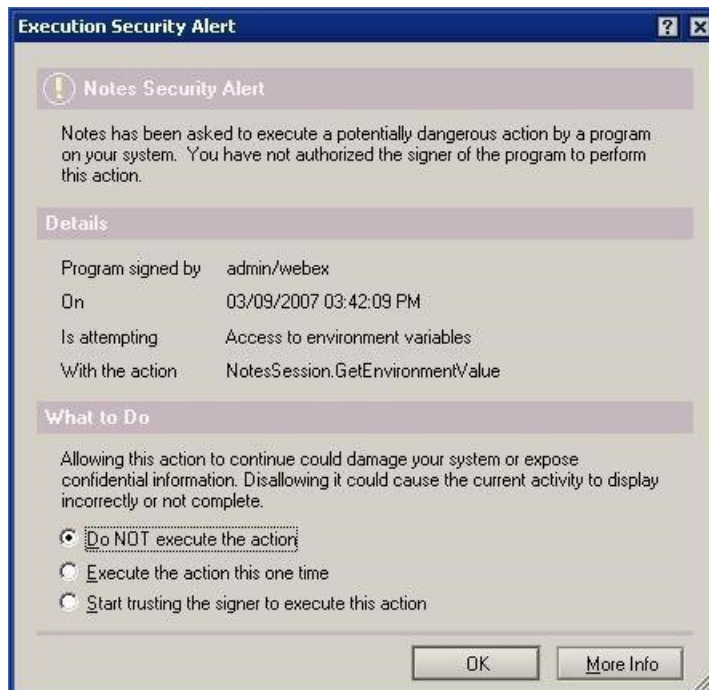 Execution Security Alert
Notes Security Alert
Notes has been asked to execute a potentially dangerous action by a program
on your system. You have not authorized the signer of the program to perform
this action.
Details
Program signed by admin/webex
On 03/09/2007 03:42:09 PM
Is attempting Access to environment variables
With the action NotesSession.GetEnvironmentValue
What to Do
Allowing this action to continue could damage your system or expose
confidential information. Disallowing it could cause the current activity to display
incorrectly or not complete.
Do NOT execute the action
Execute the action this one time
Start trusting the signer to execute this action
OK More Info